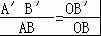 A′ B′/AB = OB′/OB